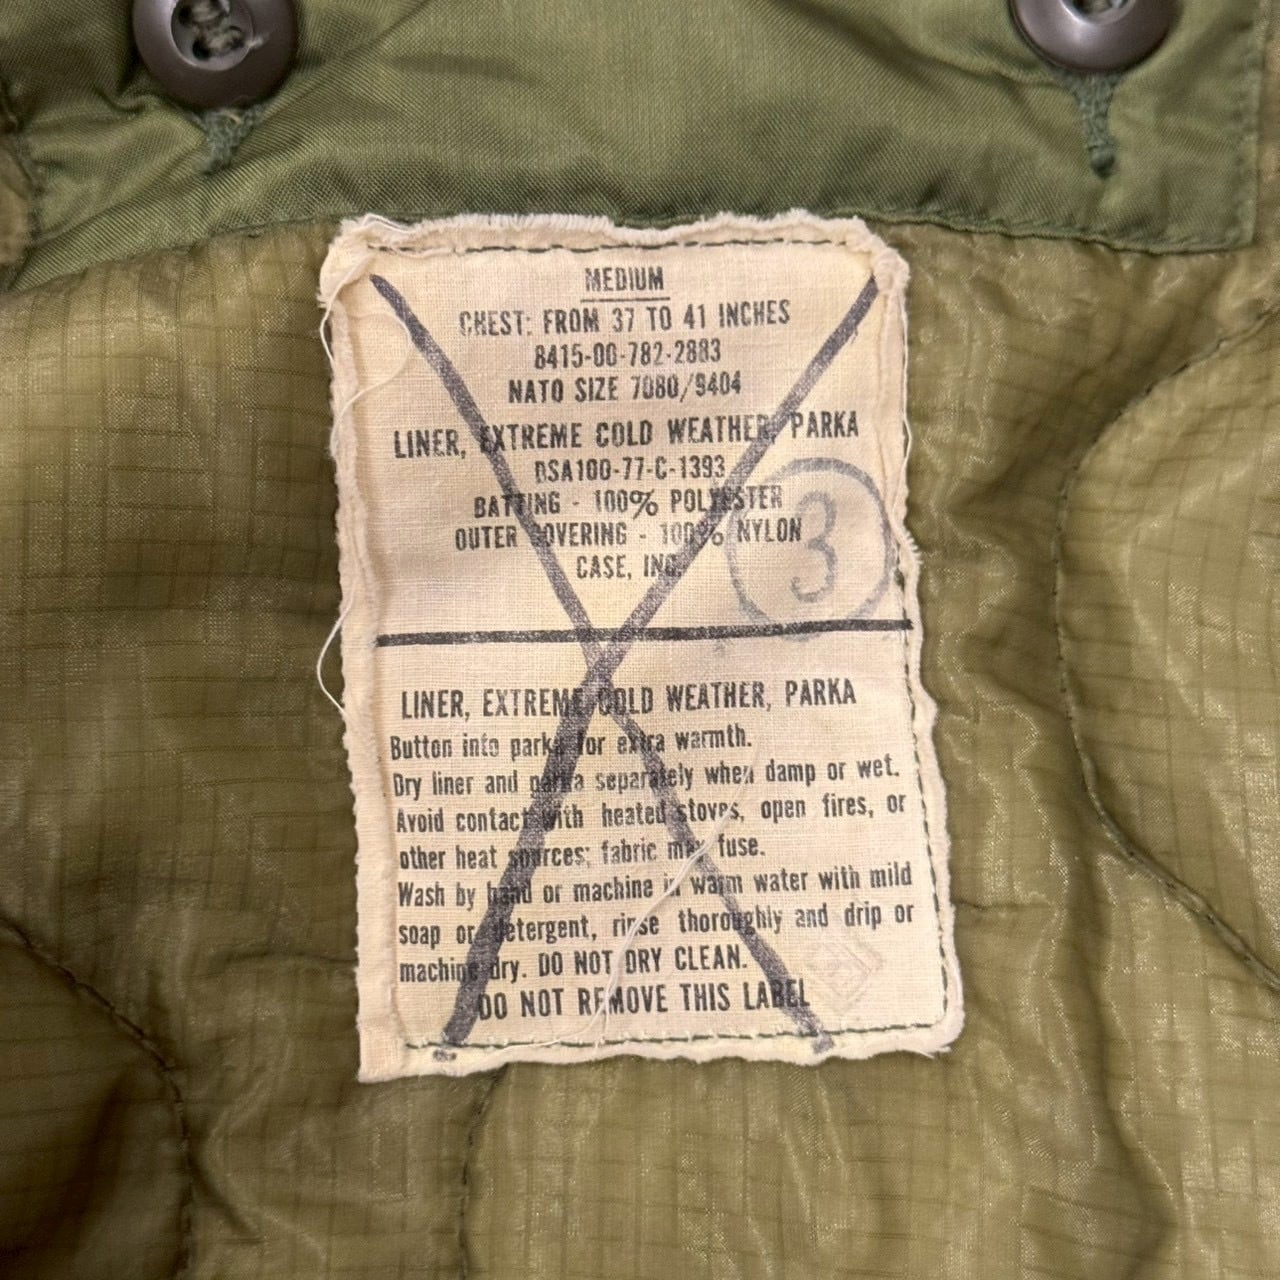 MEDIUM
CHEST: FROM 37 TO 41 INCHES
8415-00-782-2883
NATO SIZE 7080/9404
LINER, EXTREME COLD WEATHER, PARKA
DSA100-77-C-1393
BATTING - 100% POLYESTER
OUTER COVERING - 100% NYLON
CASE, INC.
3
LINER, EXTREME COLD WEATHER, PARKA
Button into parka for extra warmth.
Dry liner and parka separately when damp or wet.
Avoid contact with heated stoves, open fires, or
other heat sources; fabric may fuse.
Wash by hand or machine in warm water with mild
soap or detergent, rinse thoroughly and drip or
machine dry. DO NOT DRY CLEAN.
DO NOT REMOVE THIS LABEL